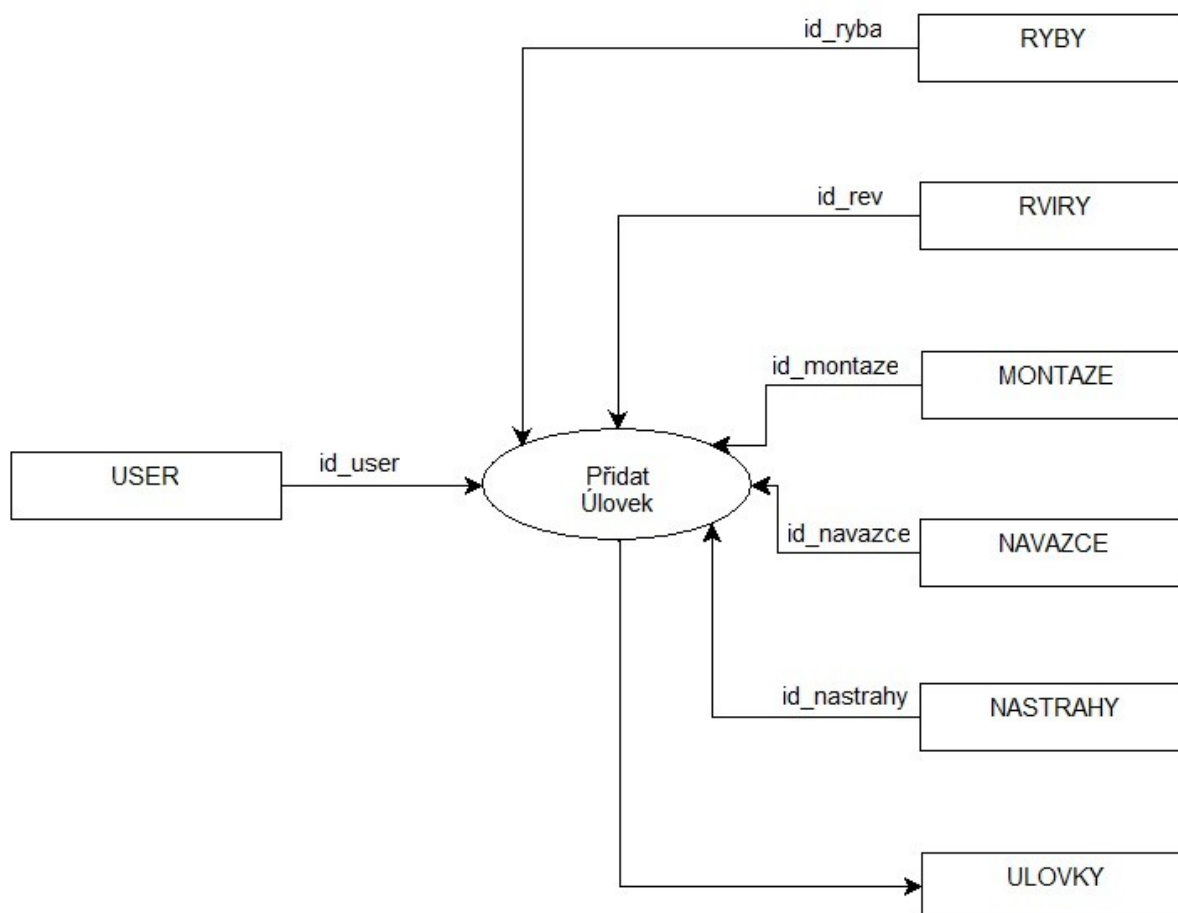 id_ryba
RYBY
id_rev
RVIRY
id_montaze
MONTAZE
USER
id_user
Přidat
Úlovek
id_navazce
NAVAZCE
id_nastrahy
NASTRAHY
ULOVKY